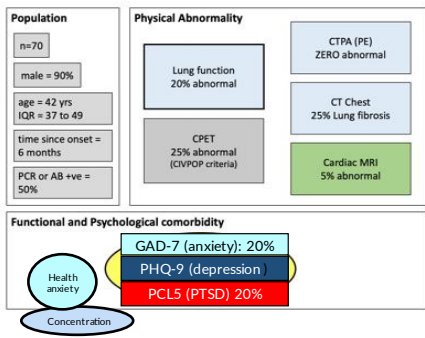 Population
n=70
male = 90%
age = 42 yrs
IQR = 37 to 49
time since onset =
6 months
PCR or AB +ve =
50%
Physical Abnormality
Lung function
20% abnormal
CPET
25% abnormal
(CIVPOP criteria)
CTPA (PE)
ZERO abnormal
CT Chest
25% Lung fibrosis
Cardiac MRI
5% abnormal
Functional and Psychological comorbidity
GAD-7 (anxiety): 20%
PHQ-9 (depression)
PCL5 (PTSD) 20%
Health
anxiety
Concentration